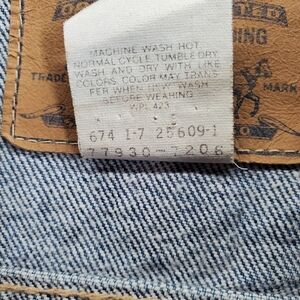 MACHINE WASH HOT
NORMAL CYCLE TUMBLE DRY
WASH AND DRY WITH LIKE
COLORS. COLOR MAY TRANS
FER WHEN NEW. WASH
BEFORE WEARING
WPL 423
674 1-7 25609-1
77930-7206
TRADE
MARK